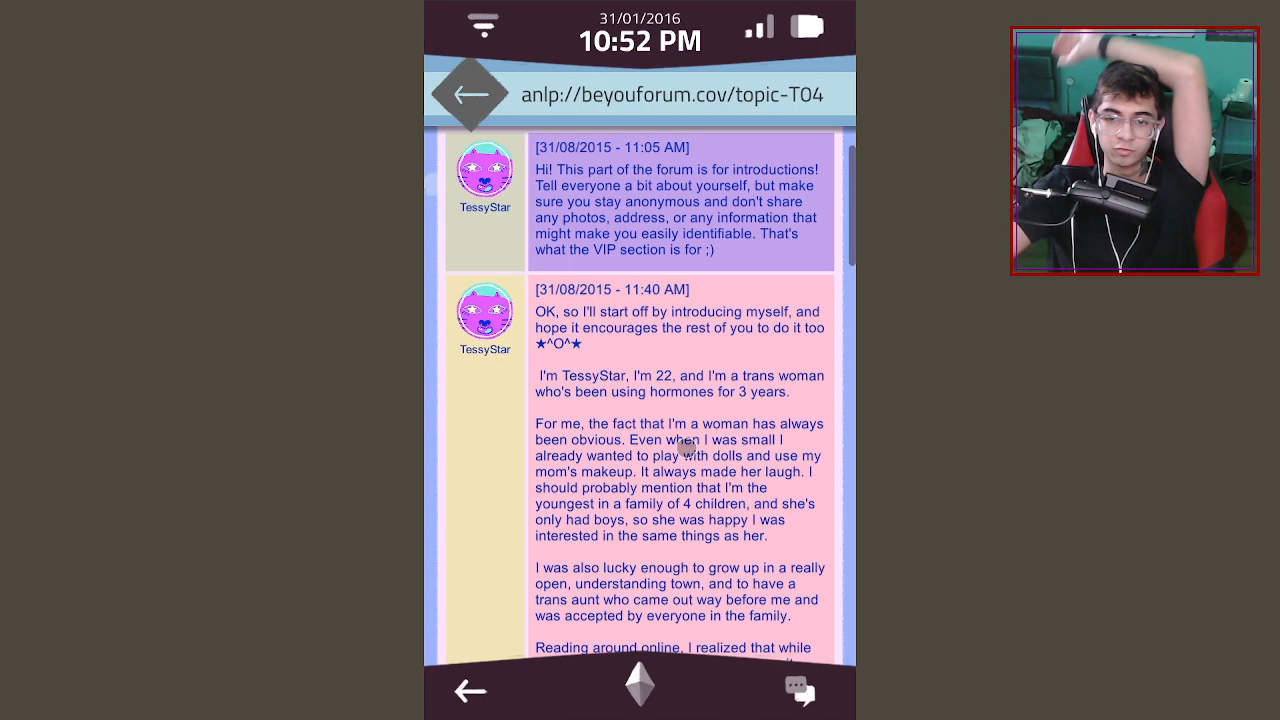 31/01/2016
10:52 PM
anlp://beyouforum.cov/topic-T04
[31/08/2015 - 11:05 AM]
Hi! This part of the forum is for introductions!
Tell everyone a bit about yourself, but make
sure you stay anonymous and don't share
any photos, address, or any information that
might make you easily identifiable. That's
what the VIP section is for ;)
TessyStar
[31/08/2015 - 11:40 AM]
OK, so I'll start off by introducing myself, and
hope it encourages the rest of you to do it too
★^O^★
TessyStar
I'm TessyStar, I'm 22, and I'm a trans woman
who's been using hormones for 3 years.
For me, the fact that I'm a woman has always
been obvious. Even when I was small I
already wanted to play with dolls and use my
mom's makeup. It always made her laugh. I
should probably mention that I'm the
youngest in a family of 4 children, and she's
only had boys, so she was happy I was
interested in the same things as her.
I was also lucky enough to grow up in a really
open, understanding town, and to have a
trans aunt who came out way before me and
was accepted by everyone in the family.
Reading around online, I realized that while